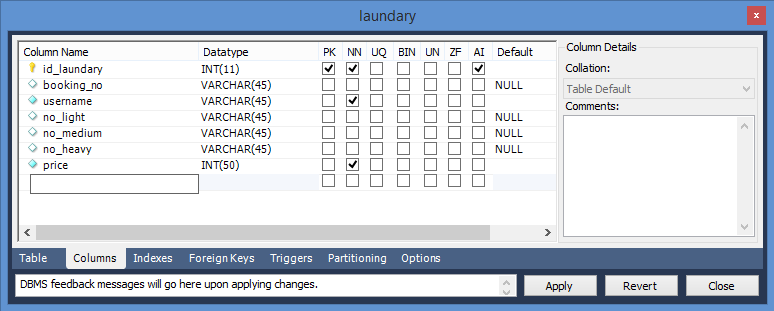 laundary
x
Column Name Datatype PK NN UQ BIN UN ZF AI Default
id_laundary INT(11)
booking_no VARCHAR(45) NULL
username VARCHAR(45)
no_light VARCHAR(45) NULL
no_medium VARCHAR(45) NULL
no_heavy VARCHAR(45) NULL
price INT(50)
Column Details
Collation:
Table Default
Comments:
Table Columns Indexes Foreign Keys Triggers Partitioning Options
DBMS feedback messages will go here upon applying changes.
Apply Revert Close